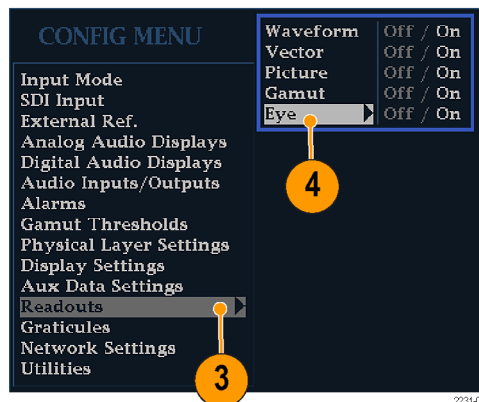 CONFIG MENU
Input Mode
SDI Input
External Ref.
Analog Audio Displays
Digital Audio Displays
Audio Inputs/Outputs
Alarms
Gamut Thresholds
Physical Layer Settings
Display Settings
Aux Data Settings
Readouts
Graticules
Network Settings
Utilities
3
Waveform Off / On
Vector Off / On
Picture Off / On
Gamut Off / On
Eye Off / On
4